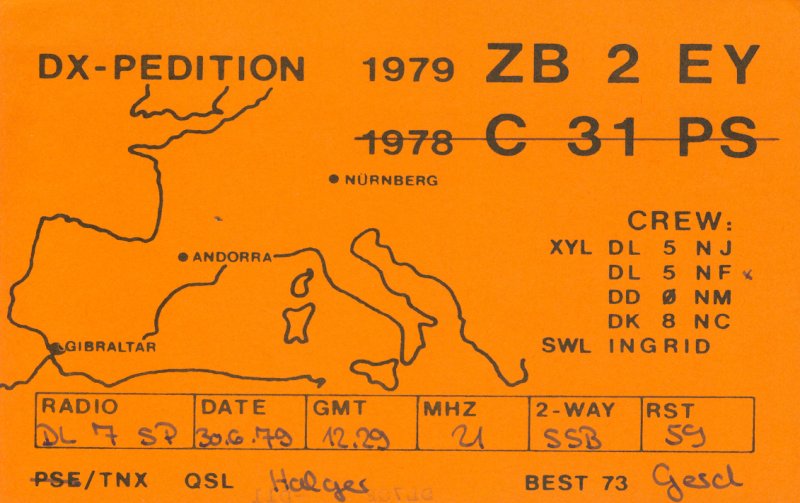 DX-PEDITION 1979 ZB 2 EY
1978 C 31 PS
NÜRNBERG
CREW:
XYL DL 5 NJ
DL 5 NF
ANDORRA
DD Ø NM
DK 8 NC
GIBRALTAR
SWL INGRID
RADIO DATE GMT MHZ 2-WAY RST
DL 7 SP 30.6.79 12.29 21 SSB 59
PSE/TNX QSL Holger BEST 73 Gerd